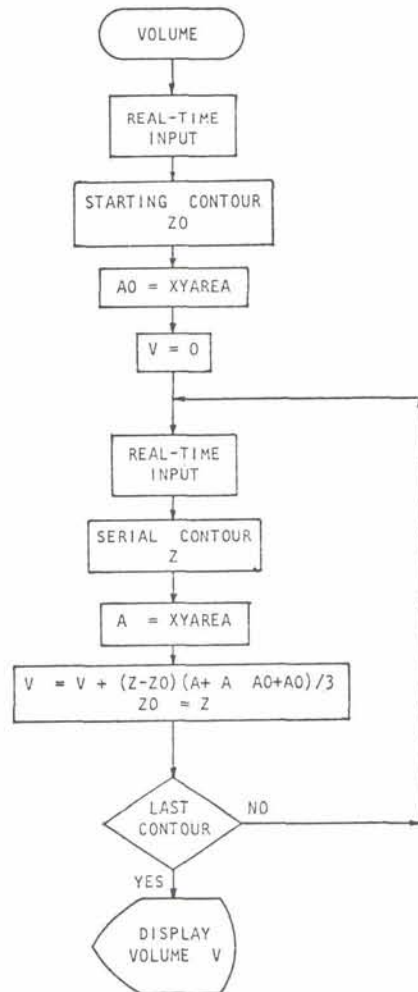 VOLUME
REAL-TIME
INPUT
STARTING CONTOUR
Z0
A0 = XYAREA
V = 0
REAL-TIME
INPUT
SERIAL CONTOUR
Z
A = XYAREA
V = V + (Z-Z0)(A+ A A0+A0)/3
Z0 = Z
LAST
CONTOUR
NO
YES
DISPLAY
VOLUME V